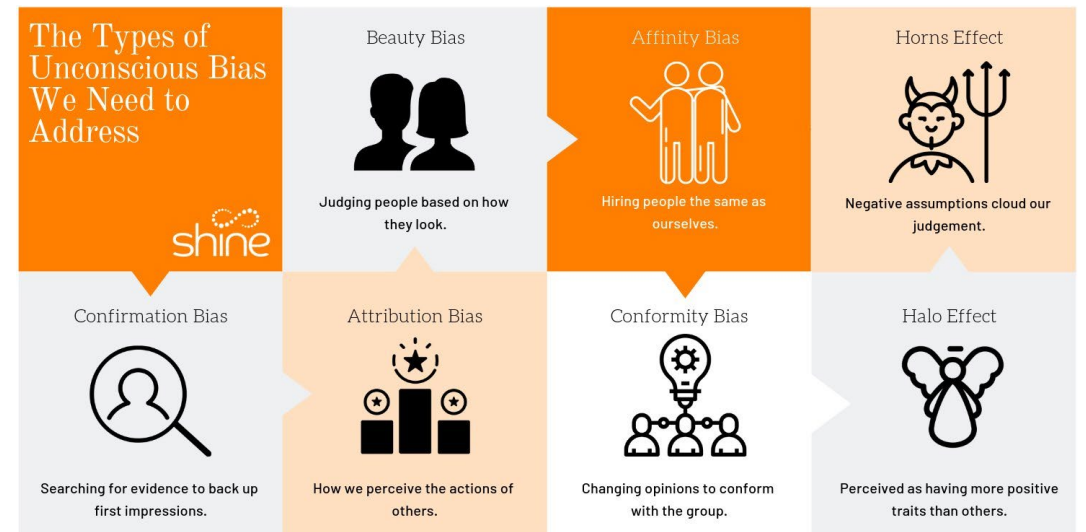 The Types of
Unconscious Bias
We Need to
Address
shine
Beauty Bias
Judging people based on how
they look.
Affinity Bias
Hiring people the same as
ourselves.
Horns Effect
Negative assumptions cloud our
judgement.
Confirmation Bias
Searching for evidence to back up
first impressions.
Attribution Bias
How we perceive the actions of
others.
Conformity Bias
Changing opinions to conform
with the group.
Halo Effect
Perceived as having more positive
traits than others.